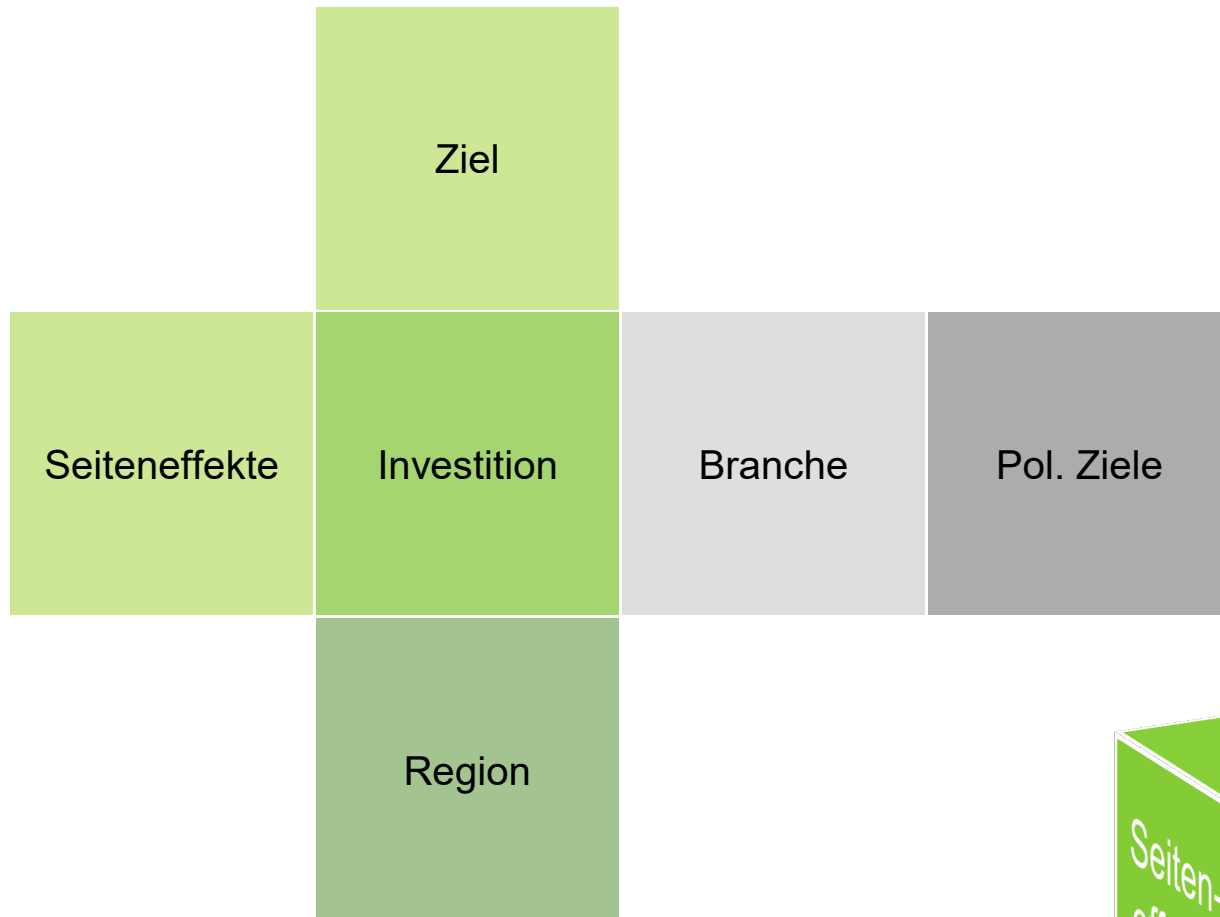 Ziel
Seiteneffekte
Investition
Branche
Pol. Ziele
Region
Seiten-